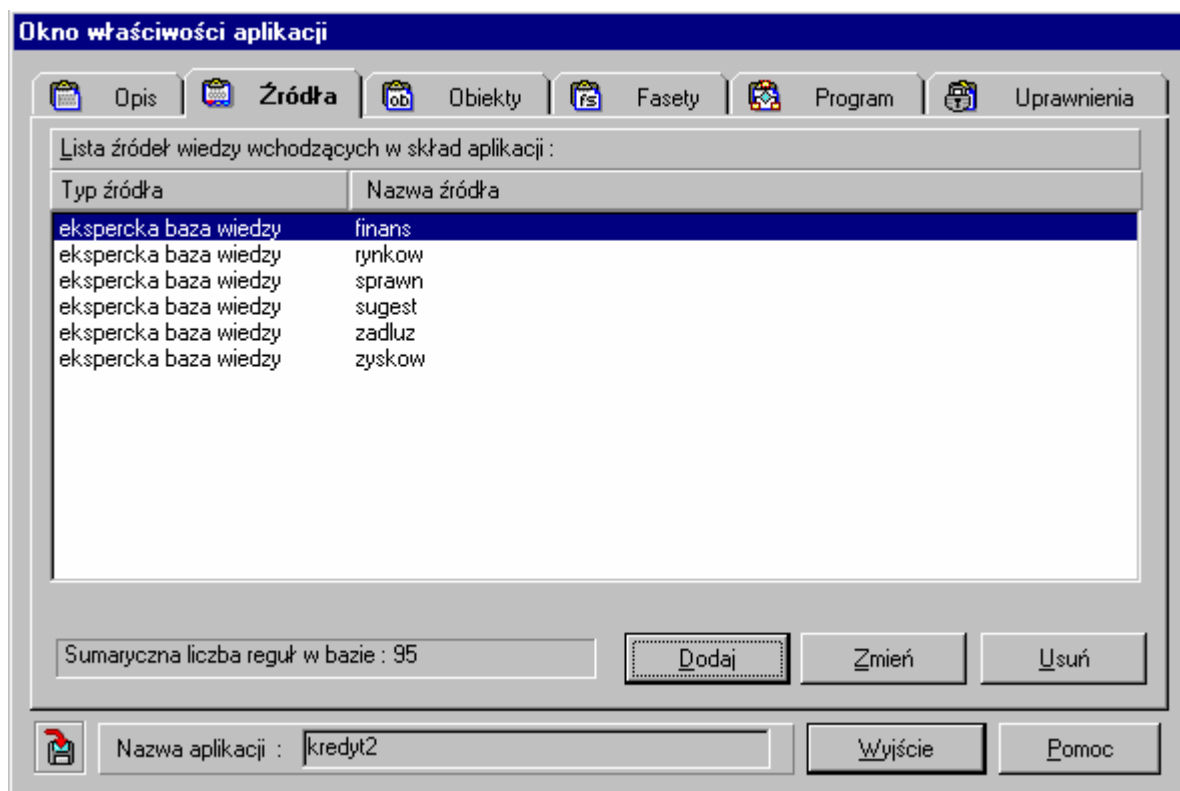 Okno właściwości aplikacji
Opis Źródła Obiekty Fasety Program Uprawnienia
Lista źródeł wiedzy wchodzących w skład aplikacji :
Typ źródła Nazwa źródła
ekspercka baza wiedzy finans
ekspercka baza wiedzy rynkow
ekspercka baza wiedzy sprawn
ekspercka baza wiedzy sugest
ekspercka baza wiedzy zadluz
ekspercka baza wiedzy zyskow
Sumaryczna liczba reguł w bazie : 95 Dodaj Zmień Usuń
Nazwa aplikacji : kredyt2 Wyjście Pomoc